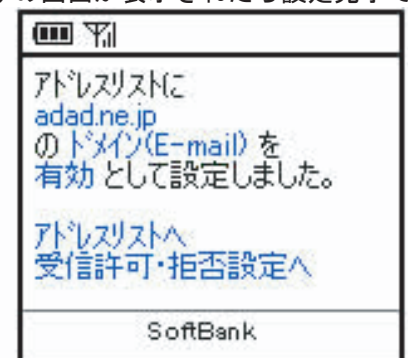 アドレスリストに
adad.ne.jp
の ドメイン(E-mail) を
有効 として設定しました。
アドレスリストへ
受信許可・拒否設定へ
SoftBank